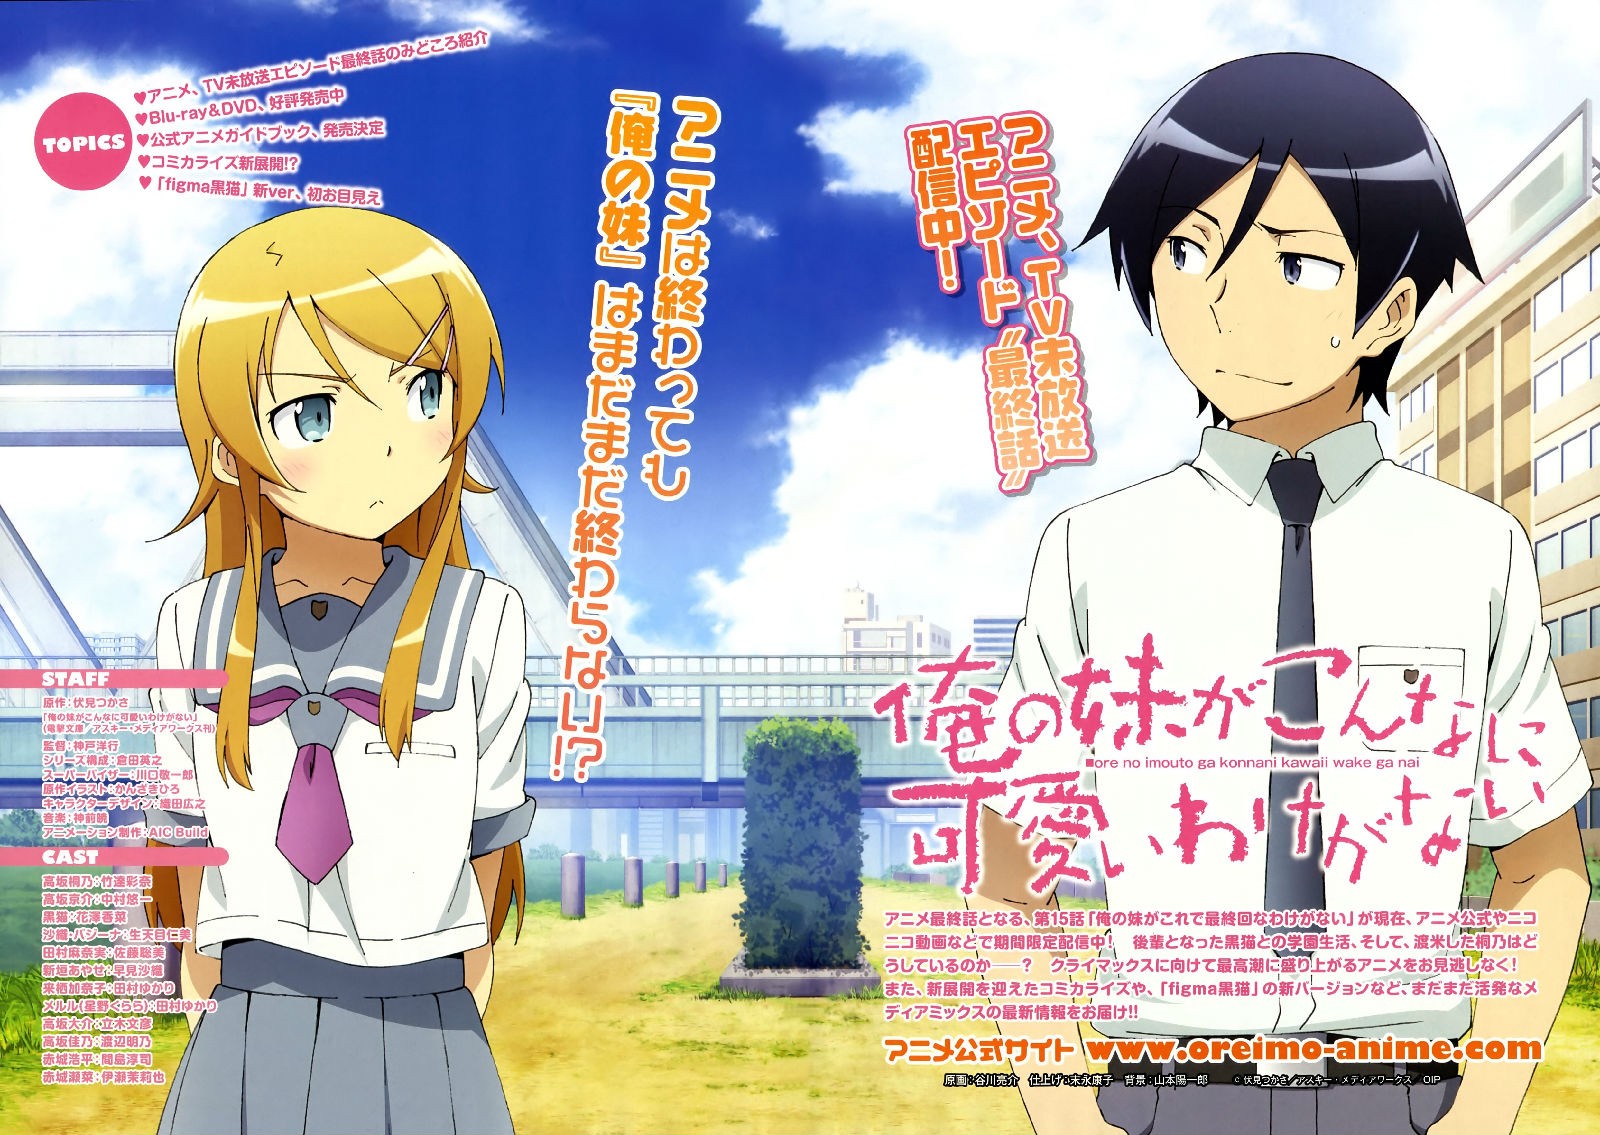 TOPICS
♥アニメ、TV未放送エピソード最終話のみどころ紹介
♥Blu-ray&DVD、好評発売中
♥公式アニメガイドブック、発売決定
♥コミカライズ新展開!?
♥「figma黒猫」新ver、初お目見え
アニメは終わっても
『俺の妹』はまだまだ終わらない!?
アニメ、TV未放送
エピソード〝最終話〟
配信中!
STAFF
原作:伏見つかさ
「俺の妹がこんなに可愛いわけがない」
(電撃文庫/アスキー・メディアワークス刊)
監督:神戸洋行
シリーズ構成:倉田英之
スーパーバイザー:川口敬一郎
原作イラスト:かんざきひろ
キャラクターデザイン:織田広之
音楽:神前暁
アニメーション制作:AIC Build
CAST
高坂桐乃:竹達彩奈
高坂京介:中村悠一
黒猫:花澤香菜
沙織・バジーナ:生天目仁美
田村麻奈実:佐藤聡美
新垣あやせ:早見沙織
来栖加奈子:田村ゆかり
メルル(星野くらら):田村ゆかり
高坂大介:立木文彦
高坂佳乃:渡辺明乃
赤城浩平:間島淳司
赤城瀬菜:伊瀬茉莉也
俺の妹がこんなに
■ore no imouto ga konnani kawaii wake ga nai
可愛いわけがない
アニメ最終話となる、第15話「俺の妹がこれで最終回なわけがない」が現在、アニメ公式やニコ
ニコ動画などで期間限定配信中! 後輩となった黒猫との学園生活、そして、渡米した桐乃はど
うしているのか――? クライマックスに向けて最高潮に盛り上がるアニメをお見逃しなく!
また、新展開を迎えたコミカライズや、「figma黒猫」の新バージョンなど、まだまだ活発なメ
ディアミックスの最新情報をお届け!!
アニメ公式サイト www.oreimo-anime.com
原画:谷川亮介 仕上げ:末永康子 背景:山本陽一郎 ©伏見つかさ/アスキー・メディアワークス OIP